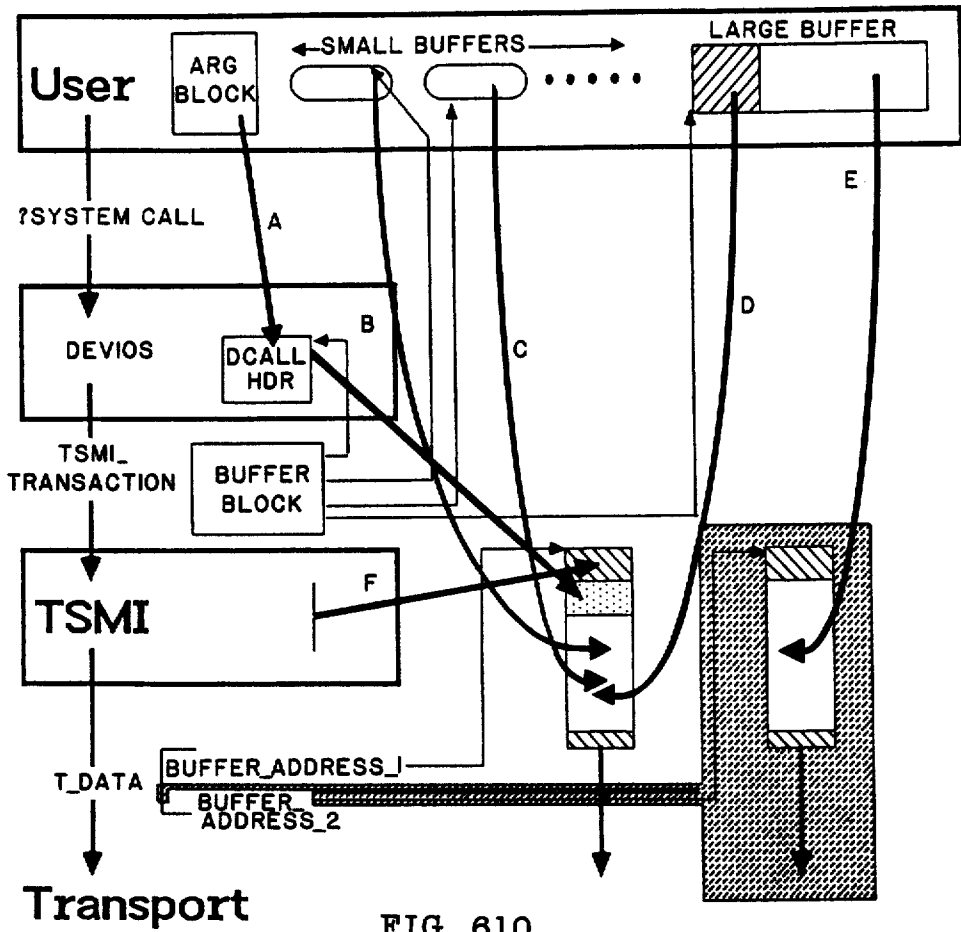 LARGE BUFFER
SMALL BUFFERS
User
ARG
BLOCK
E
?SYSTEM CALL
A
D
B
C
DEVIOS
DCALL
HDR
TSMI_
TRANSACTION
BUFFER
BLOCK
F
TSMI
BUFFER_ADDRESS_1
T_DATA
BUFFER_
ADDRESS_2
Transport
FIG. 610